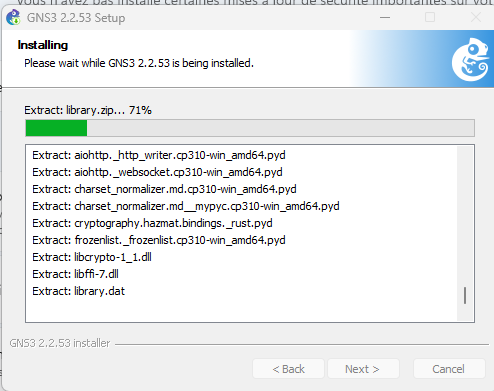 Vous n'avez pas installé certaines mises à jour de sécurité importantes sur vot
GNS3 2.2.53 Setup
Installing
Please wait while GNS3 2.2.53 is being installed.
Extract: library.zip... 71%
Extract: aiohttp._http_writer.cp310-win_amd64.pyd
Extract: aiohttp._websocket.cp310-win_amd64.pyd
Extract: charset_normalizer.md.cp310-win_amd64.pyd
Extract: charset_normalizer.md__mypyc.cp310-win_amd64.pyd
Extract: cryptography.hazmat.bindings._rust.pyd
Extract: frozenlist._frozenlist.cp310-win_amd64.pyd
Extract: libcrypto-1_1.dll
Extract: libffi-7.dll
Extract: library.dat
GNS3 2.2.53 installer
< Back
Next >
Cancel